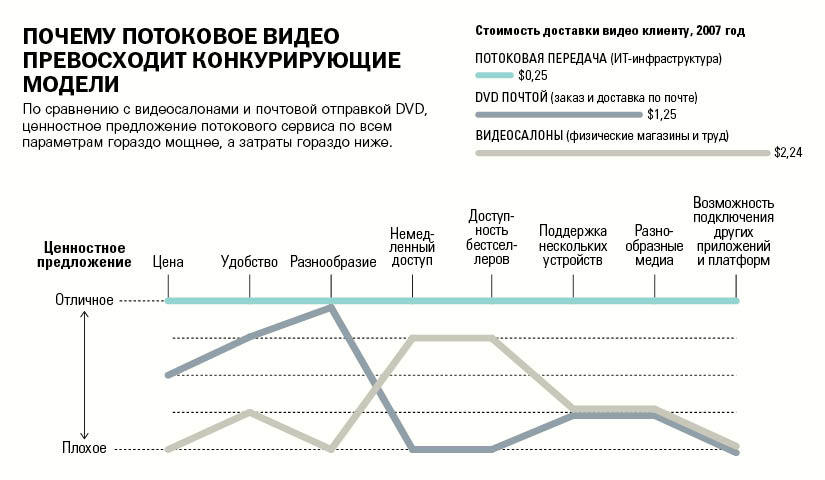 ПОЧЕМУ ПОТОКОВОЕ ВИДЕО
ПРЕВОСХОДИТ КОНКУРИРУЮЩИЕ
МОДЕЛИ
По сравнению с видеосалонами и почтовой отправкой DVD,
ценностное предложение потокового сервиса по всем
параметрам гораздо мощнее, а затраты гораздо ниже.
Стоимость доставки видео клиенту, 2007 год
ПОТОКОВАЯ ПЕРЕДАЧА (ИТ-инфраструктура)
$0,25
DVD ПОЧТОЙ (заказ и доставка по почте)
$1,25
ВИДЕОСАЛОНЫ (физические магазины и труд)
$2,24
Ценностное
предложение
Цена
Удобство
Разнообразие
Немед-
ленный
доступ
Доступ-
ность
бестсел-
леров
Поддержка
нескольких
устройств
Разно-
образные
медиа
Возможность
подключения
других
приложений
и платформ
Отличное
Плохое